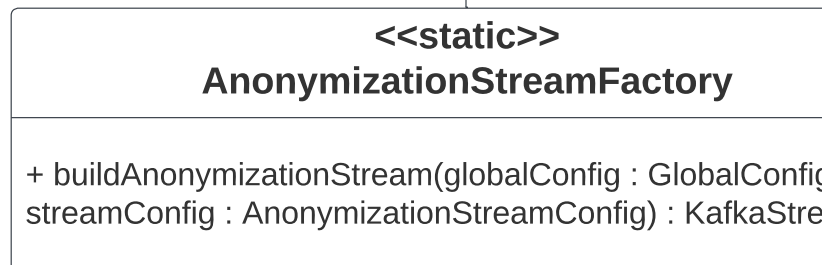 <<static>>
AnonymizationStreamFactory
+ buildAnonymizationStream(globalConfig : GlobalConfig
streamConfig : AnonymizationStreamConfig) : KafkaStre